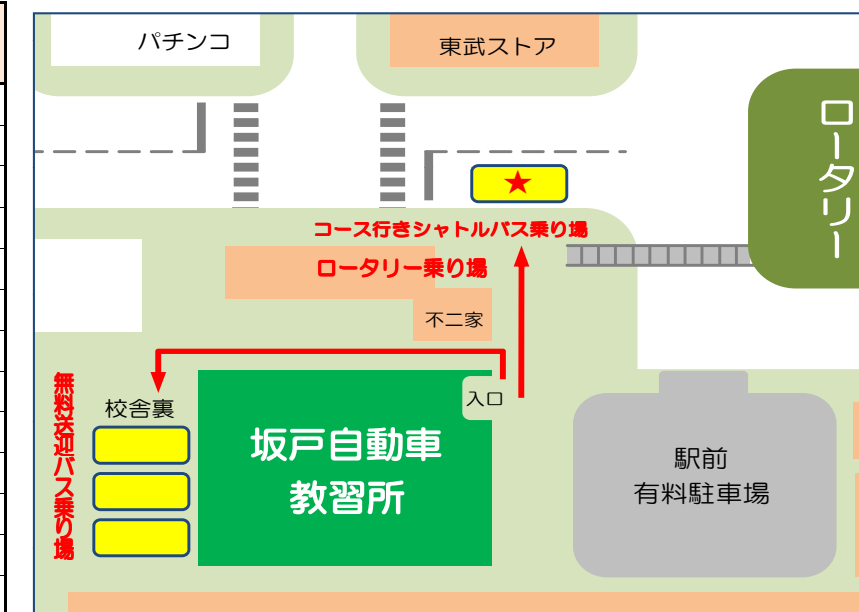 パチンコ
東武ストア
ロータリー
★
コース行きシャトルバス乗り場
ロータリー乗り場
不二家
入口
無料送迎バス乗り場
校舎裏
坂戸自動車
教習所
駅前
有料駐車場